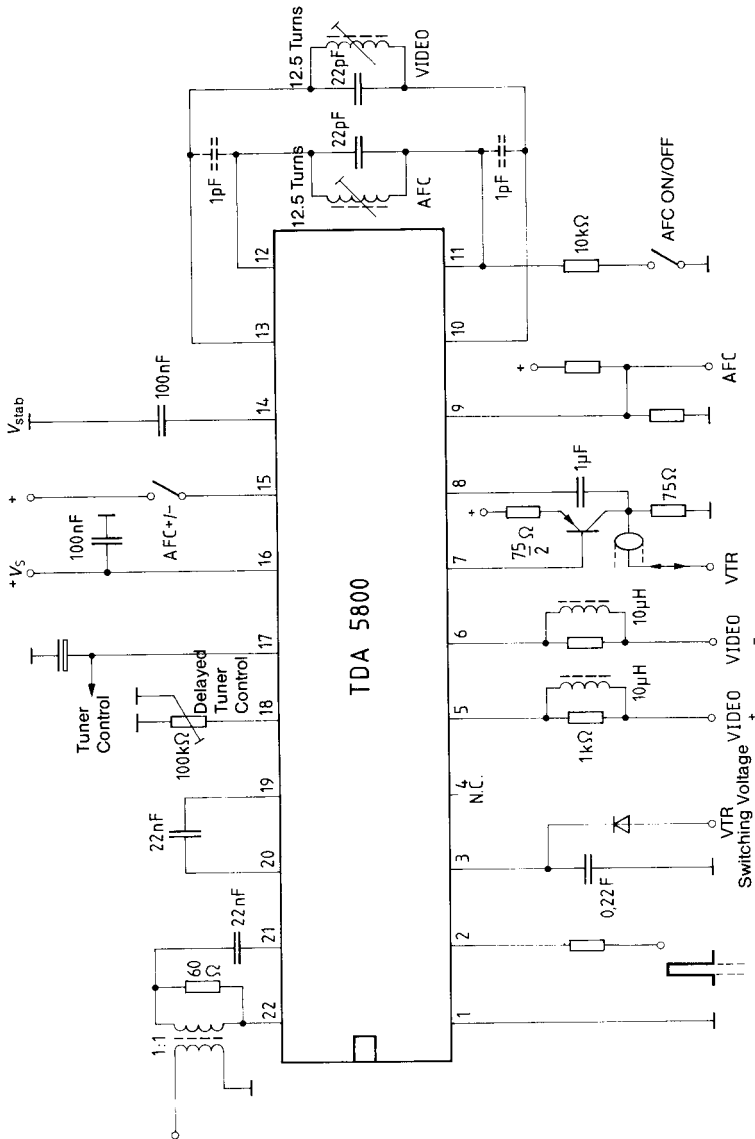 1:1
60
Ω
22nF
22nF
100kΩ
Delayed
Tuner
Control
Tuner
Control
+V_S
100nF
AFC+/-
+
V_stab
100nF
1pF
12.5 Turns
22pF
AFC
12.5 Turns
22pF
VIDEO
1pF
22
21
20
19
18
17
16
15
14
13
12
TDA 5800
1
2
3
4
N.C.
5
6
7
8
9
10
11
0,22F
VTR
Switching Voltage
1kΩ
10µH
VIDEO
+
10µH
VIDEO
-
75
Ω
2
+
1µF
75Ω
VTR
+
AFC
10kΩ
AFC ON/OFF